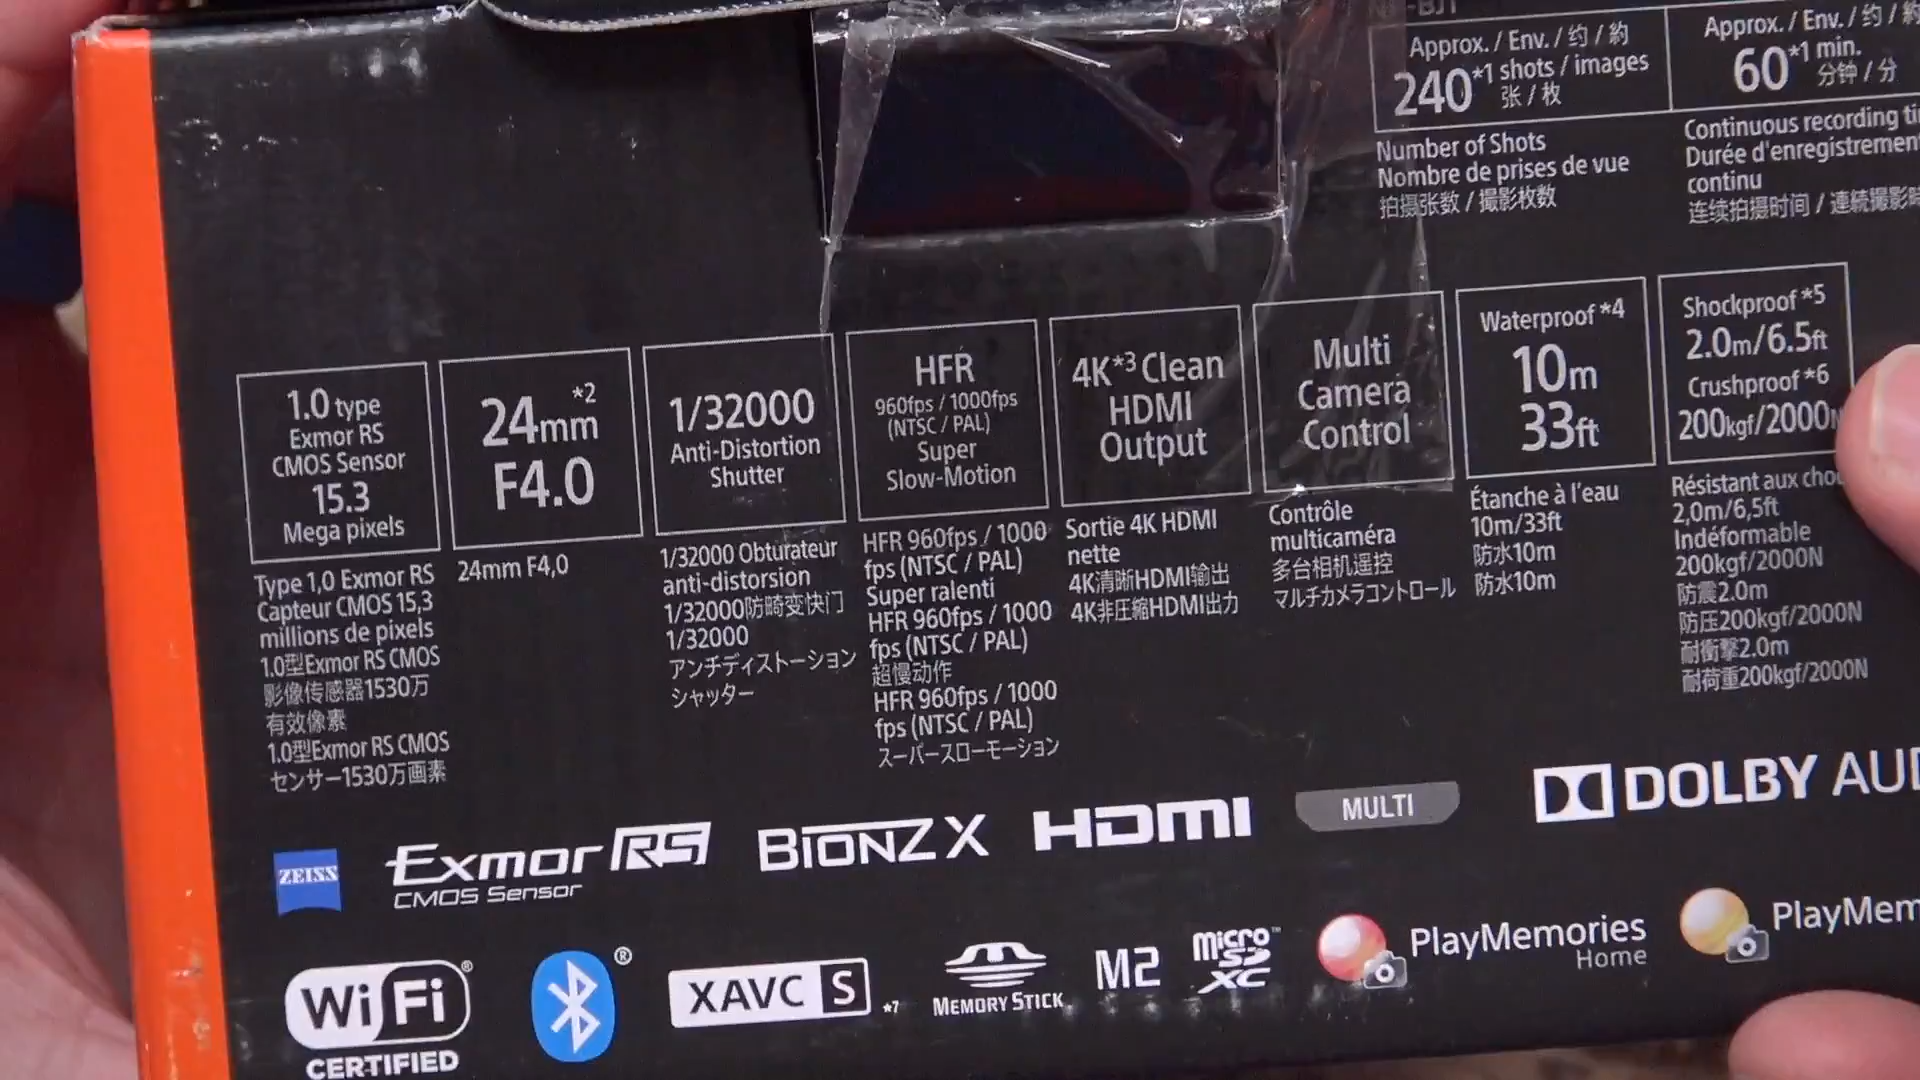 Approx. / Env. / 约 / 約
240*1 shots / images
张 / 枚
Number of Shots
Nombre de prises de vue
拍摄张数 / 撮影枚数
Approx. / Env. / 约 / 約
60*1 min.
分钟 / 分
Continuous recording
Durée d'enregistrement
continu
连续拍摄时间 / 連続撮影
1.0 type
Exmor RS
CMOS Sensor
15.3
Mega pixels
Type 1,0 Exmor RS
Capteur CMOS 15,3
millions de pixels
1.0型Exmor RS CMOS
影像传感器1530万
有效像素
1.0型Exmor RS CMOS
センサー1530万画素
24mm*2
F4.0
24mm F4,0
1/32000
Anti-Distortion
Shutter
1/32000 Obturateur
anti-distorsion
1/32000防畸变快门
1/32000
アンチディストーション
シャッター
HFR
960fps / 1000fps
(NTSC / PAL)
Super
Slow-Motion
HFR 960fps / 1000
fps (NTSC / PAL)
Super ralenti
HFR 960fps / 1000
fps (NTSC / PAL)
超慢动作
HFR 960fps / 1000
fps (NTSC / PAL)
スーパースローモーション
4K*3 Clean
HDMI
Output
Sortie 4K HDMI
nette
4K清晰HDMI输出
4K非圧縮HDMI出力
Multi
Camera
Control
Contrôle
multicaméra
多台相机遥控
マルチカメラコントロール
Waterproof *4
10m
33ft
Étanche à l'eau
10m/33ft
防水10m
防水10m
Shockproof *5
2.0m/6.5ft
Crushproof *6
200kgf/2000N
Résistant aux
2,0m/6,5ft
Indéformable
200kgf/2000N
防震2.0m
防压200kgf/2000N
耐衝撃2.0m
耐荷重200kgf/2000N
ZEISS
Exmor RS
CMOS Sensor
BIONZ X
HDMI
MULTI
DOLBY AUD
Wi Fi ®
CERTIFIED
®
XAVC S *7
MEMORY STICK
M2
micro SD XC ™
PlayMemories
Home
PlayMem